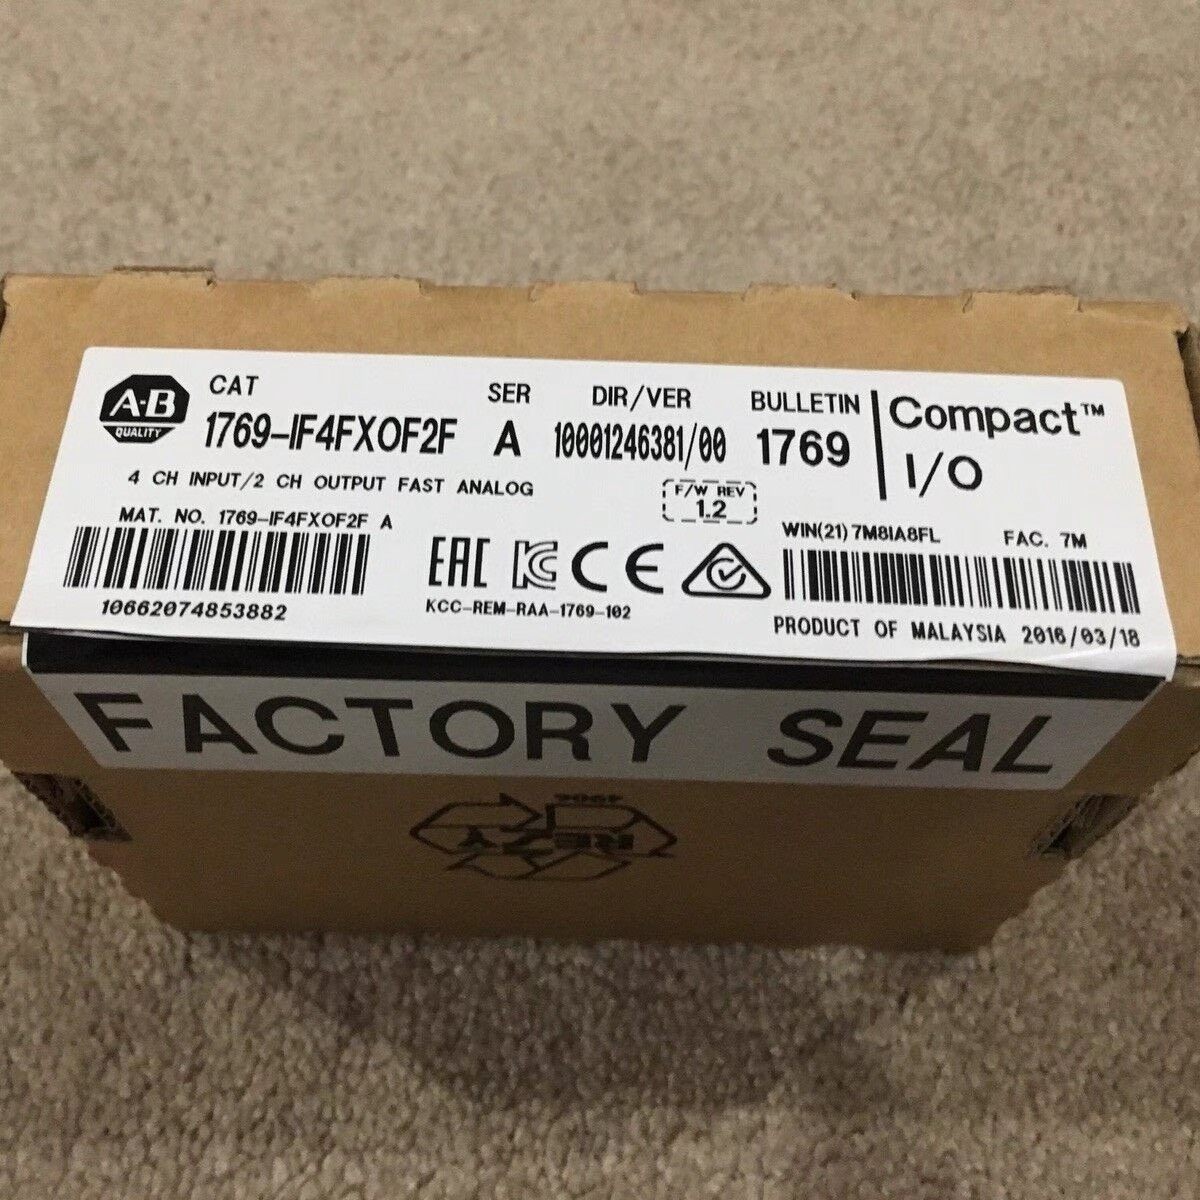 A-B
QUALITY
CAT
1769-IF4FXOF2F
SER
A
DIR/VER
10001246381/00
BULLETIN
1769
Compact™
I/O
4 CH INPUT/2 CH OUTPUT FAST ANALOG
F/W REV
1.2
MAT. NO. 1769-IF4FXOF2F A
10662074853882
EAC KC CE
KCC-REM-RAA-1769-102
WIN(21) 7M8IA8FL
FAC. 7M
PRODUCT OF MALAYSIA 2016/03/18
FACTORY SEAL
REZY